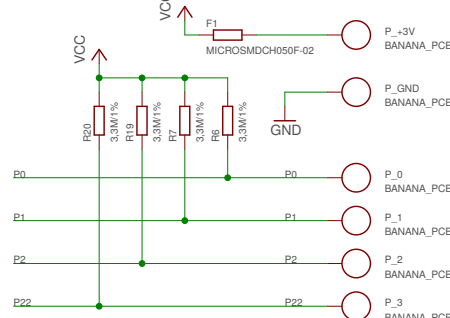 VCC
F1
MICROSMDCH050F-02
P_+3V
BANANA_PCB
VCC
P_GND
BANANA_PCB
GND
R20
3,3M/1%
R19
3,3M/1%
R7
3,3M/1%
R6
3,3M/1%
P0
P0
P_0
BANANA_PCB
P1
P1
P_1
BANANA_PCB
P2
P2
P_2
BANANA_PCB
P22
P22
P_3
BANANA_PCB